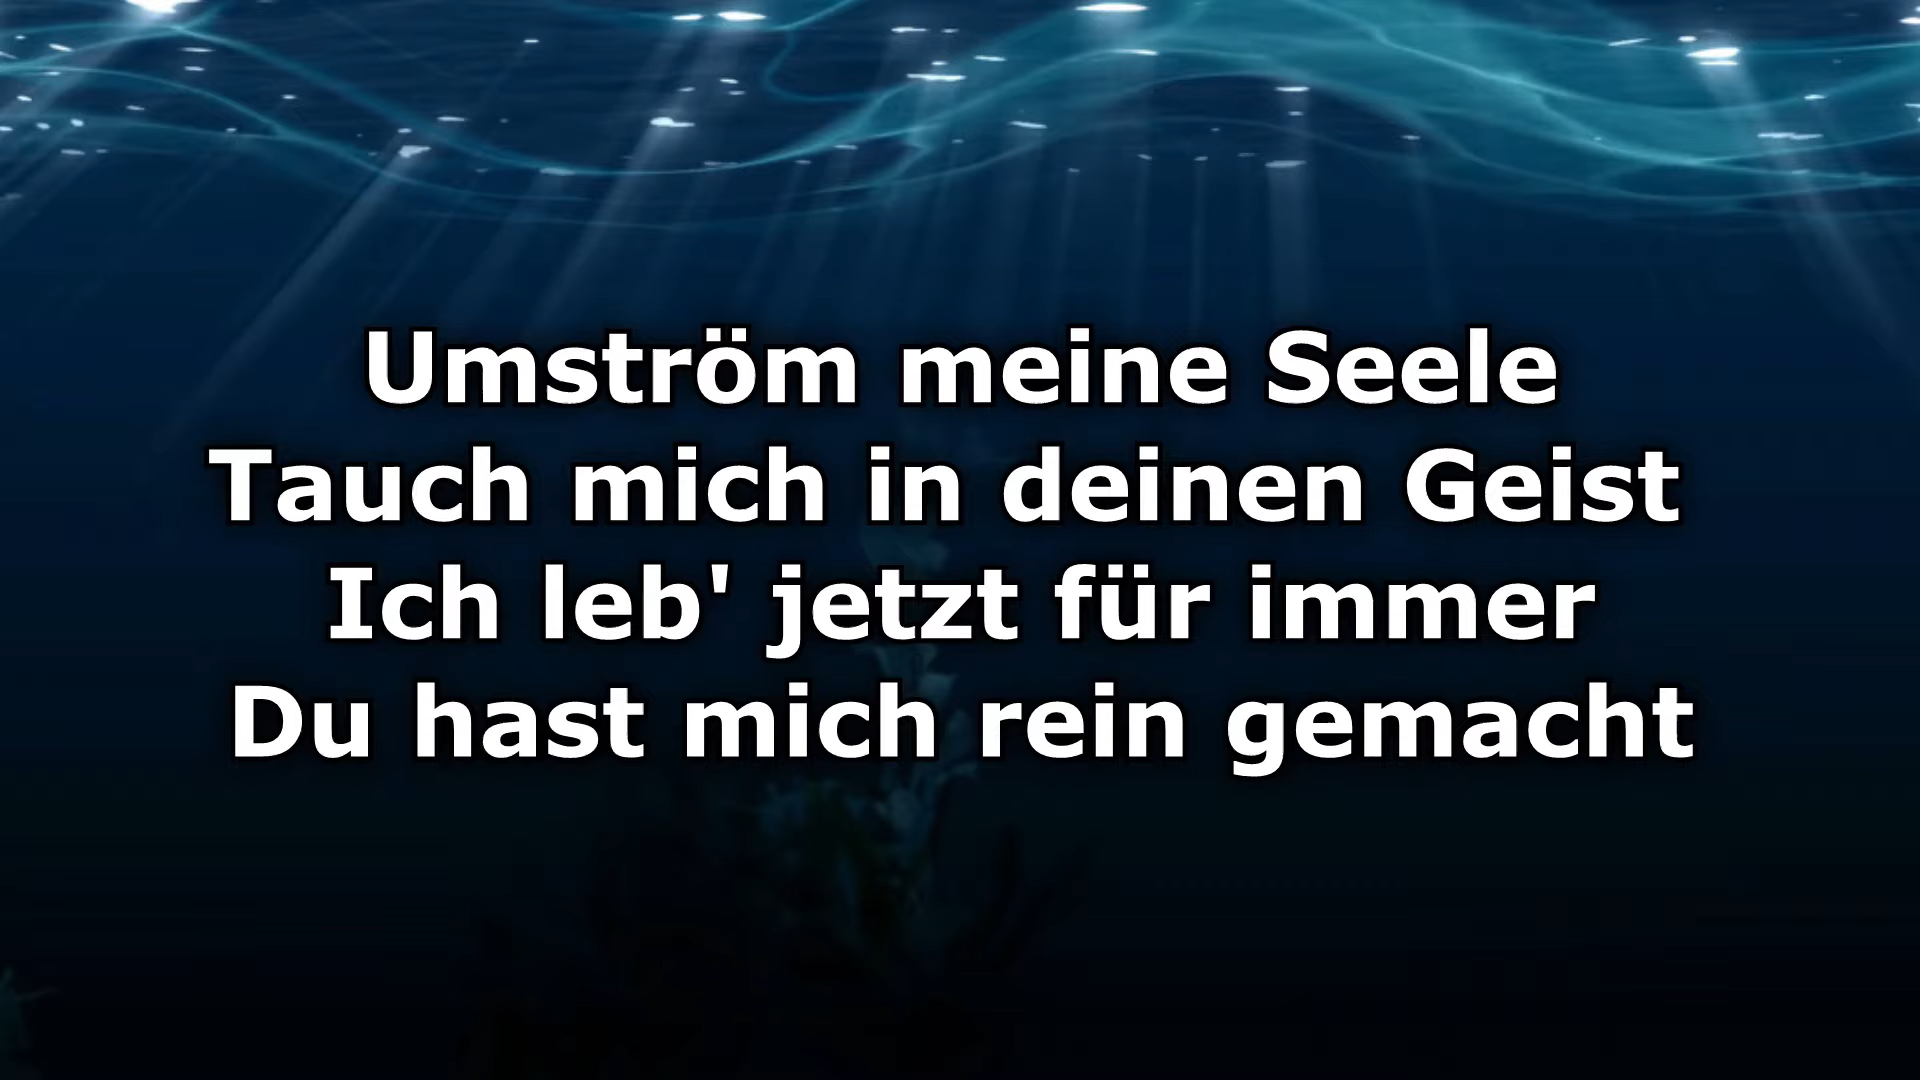 Umström meine Seele
Tauch mich in deinen Geist
Ich leb' jetzt für immer
Du hast mich rein gemacht